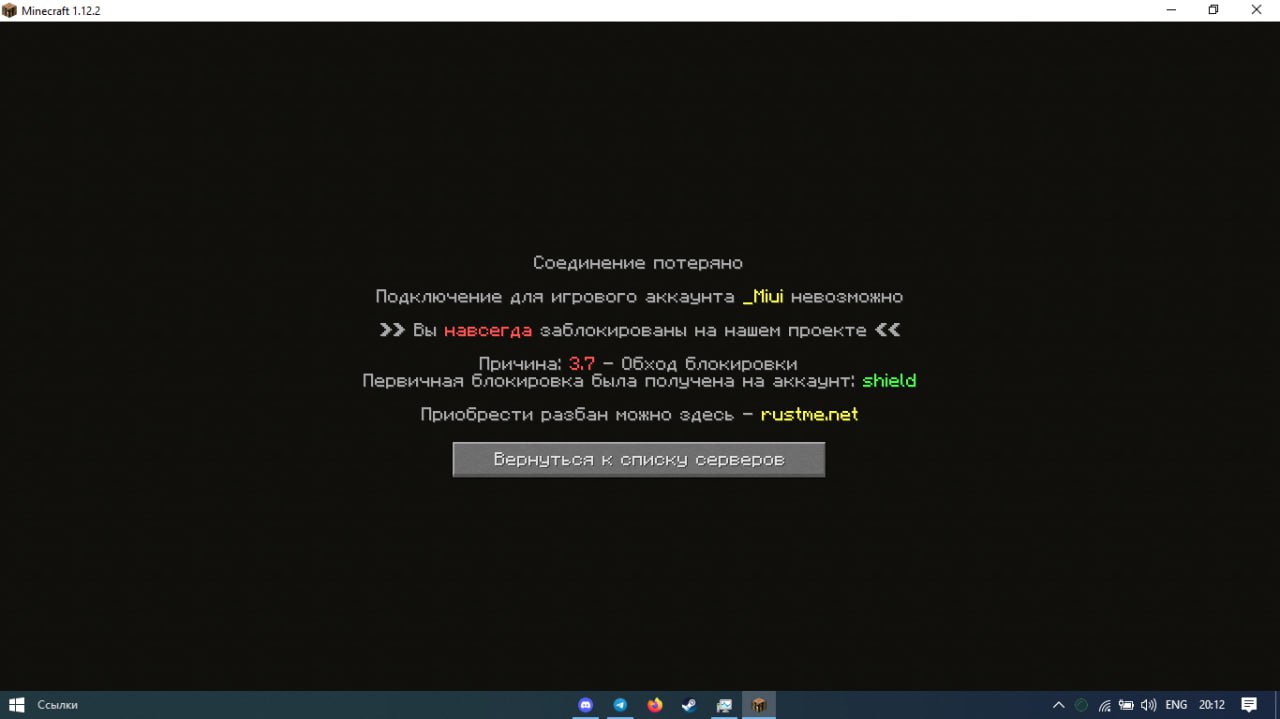 Minecraft 1.12.2
Соединение потеряно
Подключение для игрового аккаунта _Miui невозможно
>> Вы навсегда заблокированы на нашем проекте <<
Причина: 3.7 - Обход блокировки
Первичная блокировка была получена на аккаунт: shield
Приобрести разбан можно здесь - rustme.net
Вернуться к списку серверов
Ссылки
ENG 20:12